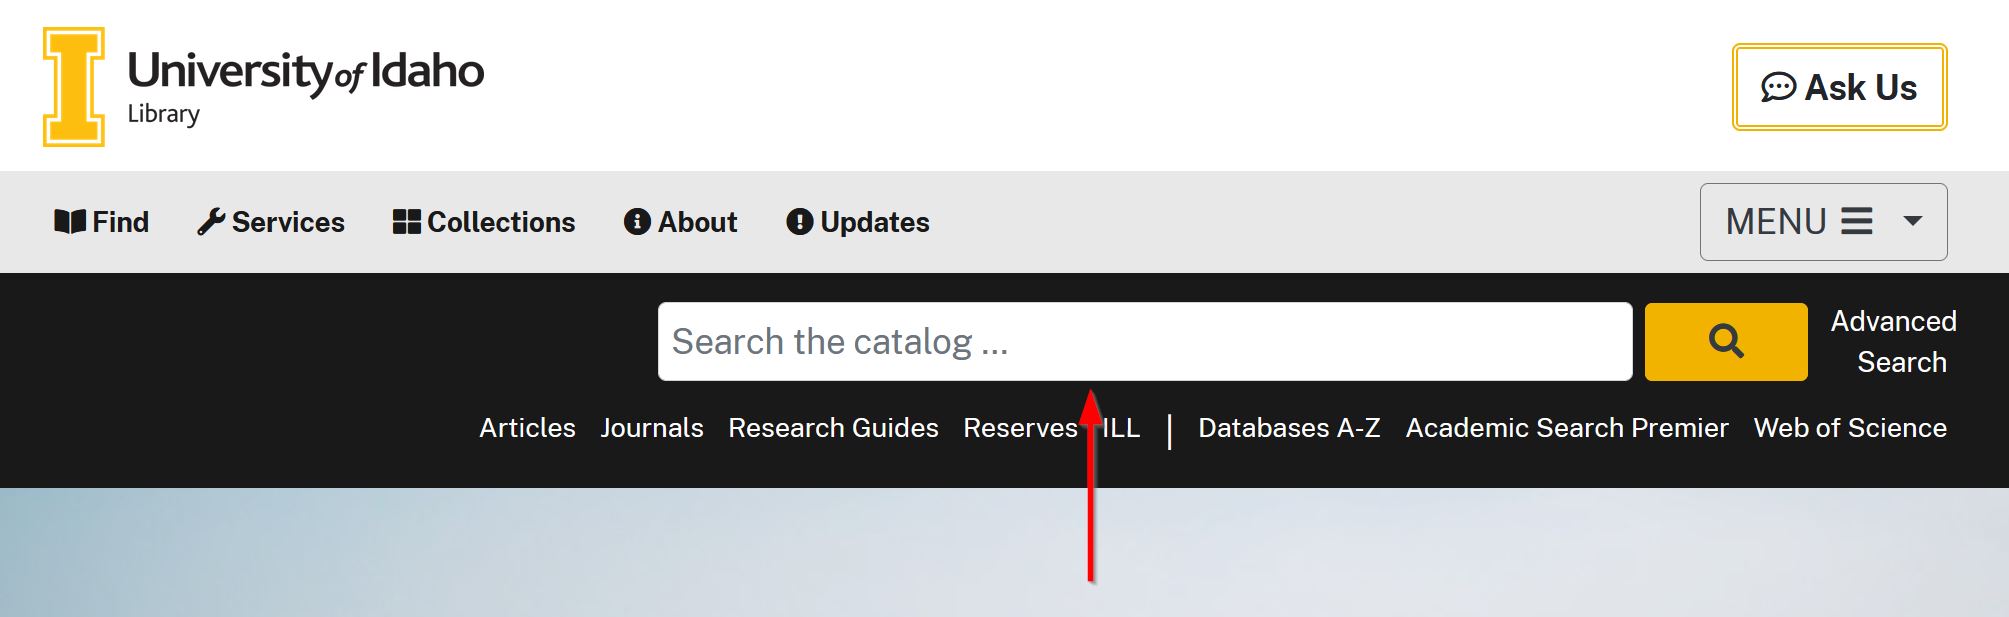 University of Idaho
Library
Ask Us
Find Services Collections About Updates
MENU
Search the catalog ...
Advanced
Search
Articles Journals Research Guides Reserves ILL | Databases A-Z Academic Search Premier Web of Science